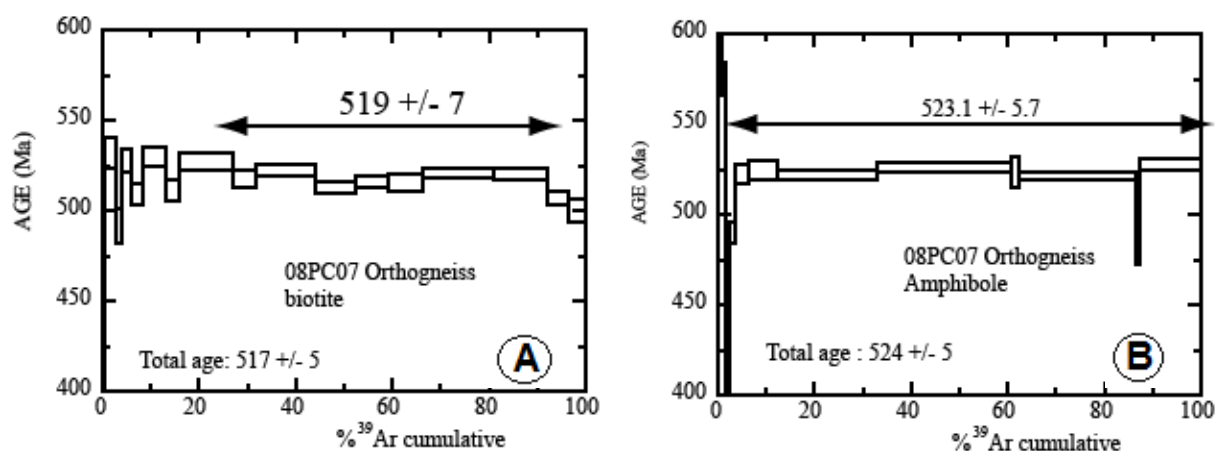 600
519 +/- 7
550
AGE (Ma)
500
08PC07 Orthogneiss
biotite
450
Total age: 517 +/- 5
A
400
0 20 40 60 80 100
%39Ar cumulative
600
523.1 +/- 5.7
550
AGE (Ma)
500
08PC07 Orthogneiss
Amphibole
450
Total age : 524 +/- 5
B
400
0 20 40 60 80 100
%39Ar cumulative